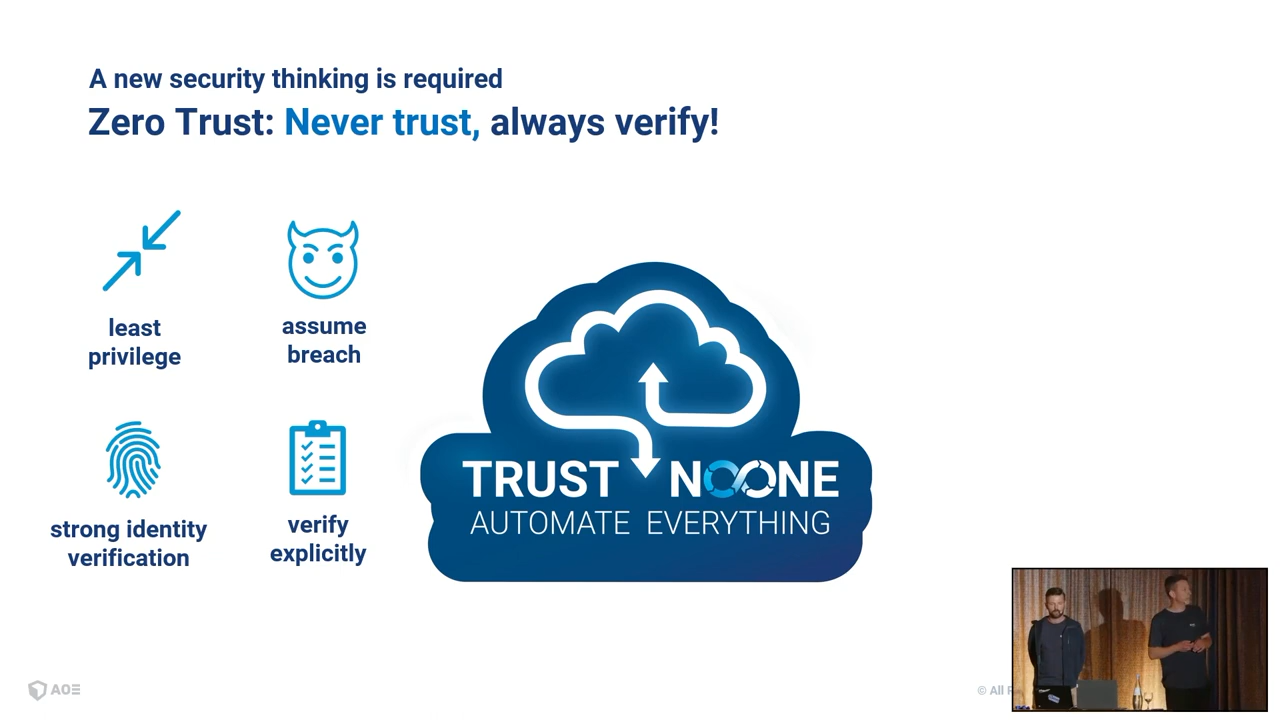 A new security thinking is required
Zero Trust: Never trust, always verify!
least
privilege
assume
breach
strong identity
verification
verify
explicitly
TRUST NOONE
AUTOMATE EVERYTHING
AOE
© All